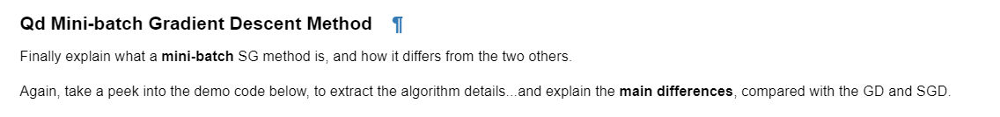 Qd Mini-batch Gradient Descent Method ¶
Finally explain what a mini-batch SG method is, and how it differs from the two others.
Again, take a peek into the demo code below, to extract the algorithm details...and explain the main differences, compared with the GD and SGD.